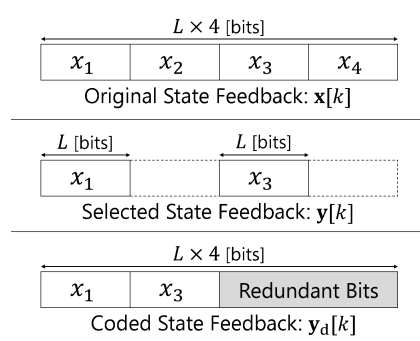 L × 4 [bits]
x₁ x₂ x₃ x₄
Original State Feedback: x[k]
L [bits] L [bits]
x₁ x₃
Selected State Feedback: y[k]
L × 4 [bits]
x₁ x₃ Redundant Bits
Coded State Feedback: y_d[k]